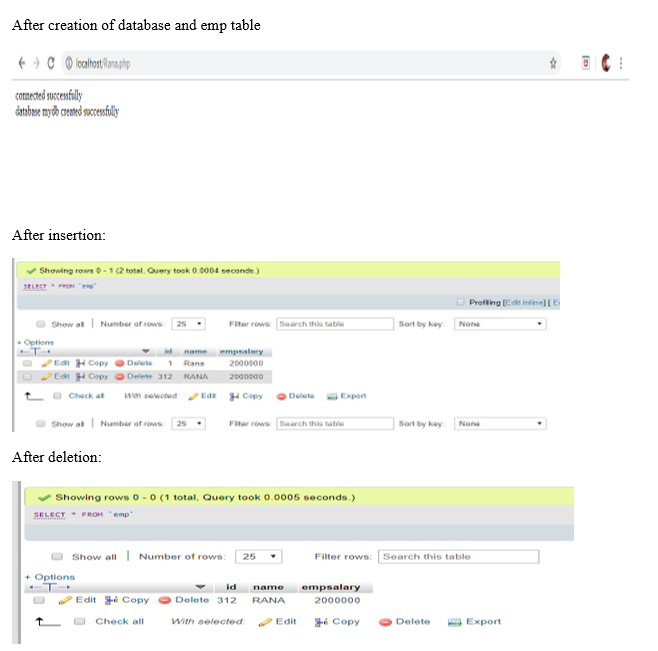 After creation of database and emp table
localhost/Rana.php
connected successfully
database mydb created successfully
After insertion:
Showing rows 0 - 1 (2 total, Query took 0.0004 seconds.)
SELECT * FROM `emp`
Profiling [Edit inline] [ E
Show all | Number of rows: 25 Filter rows: Search this table Sort by key: None
+ Options
←T→ id name empsalary
Edit Copy Delete 1 Rana 2000000
Edit Copy Delete 312 RANA 2000000
Check all With selected: Edit Copy Delete Export
Show all | Number of rows: 25 Filter rows: Search this table Sort by key: None
After deletion:
Showing rows 0 - 0 (1 total, Query took 0.0005 seconds.)
SELECT * FROM `emp`
Show all | Number of rows: 25 Filter rows: Search this table
+ Options
←T→ id name empsalary
Edit Copy Delete 312 RANA 2000000
Check all With selected: Edit Copy Delete Export